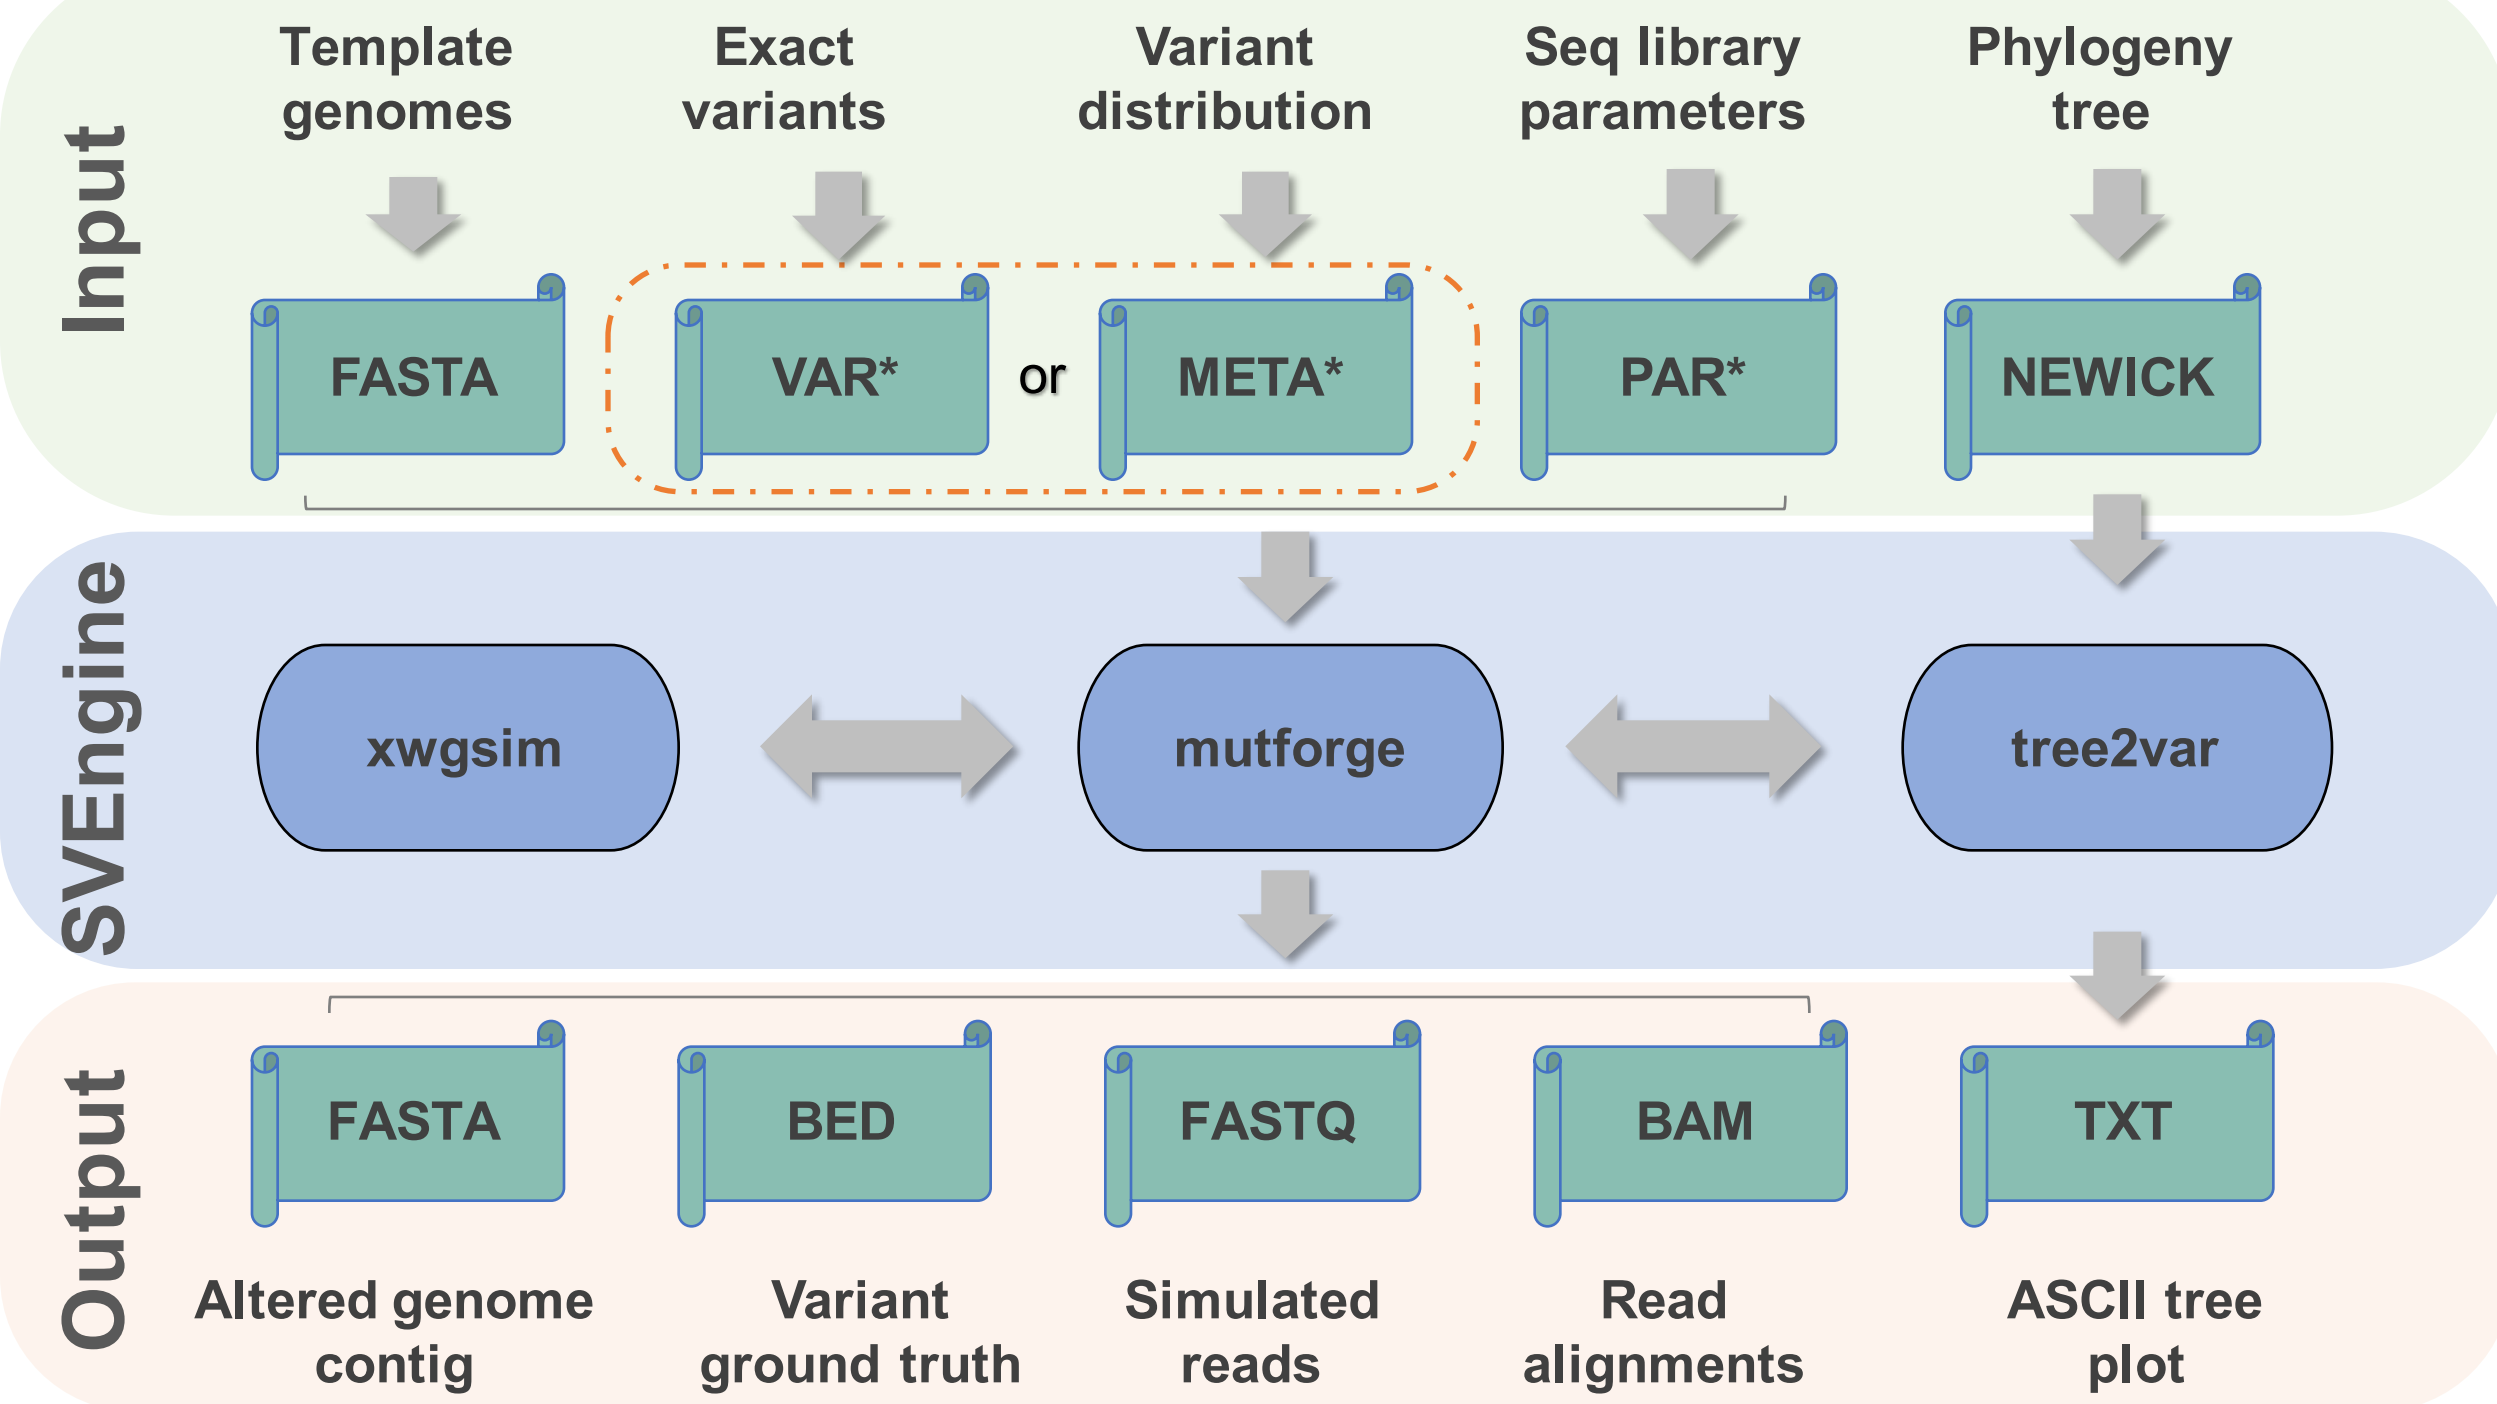 Input
Template
genomes
Exact
variants
Variant
distribution
Seq library
parameters
Phylogeny
tree
FASTA
VAR*
or
META*
PAR*
NEWICK
SVEngine
xwgsim
mutforge
tree2var
Output
FASTA
BED
FASTQ
BAM
TXT
Altered genome
contig
Variant
ground truth
Simulated
reads
Read
alignments
ASCII tree
plot